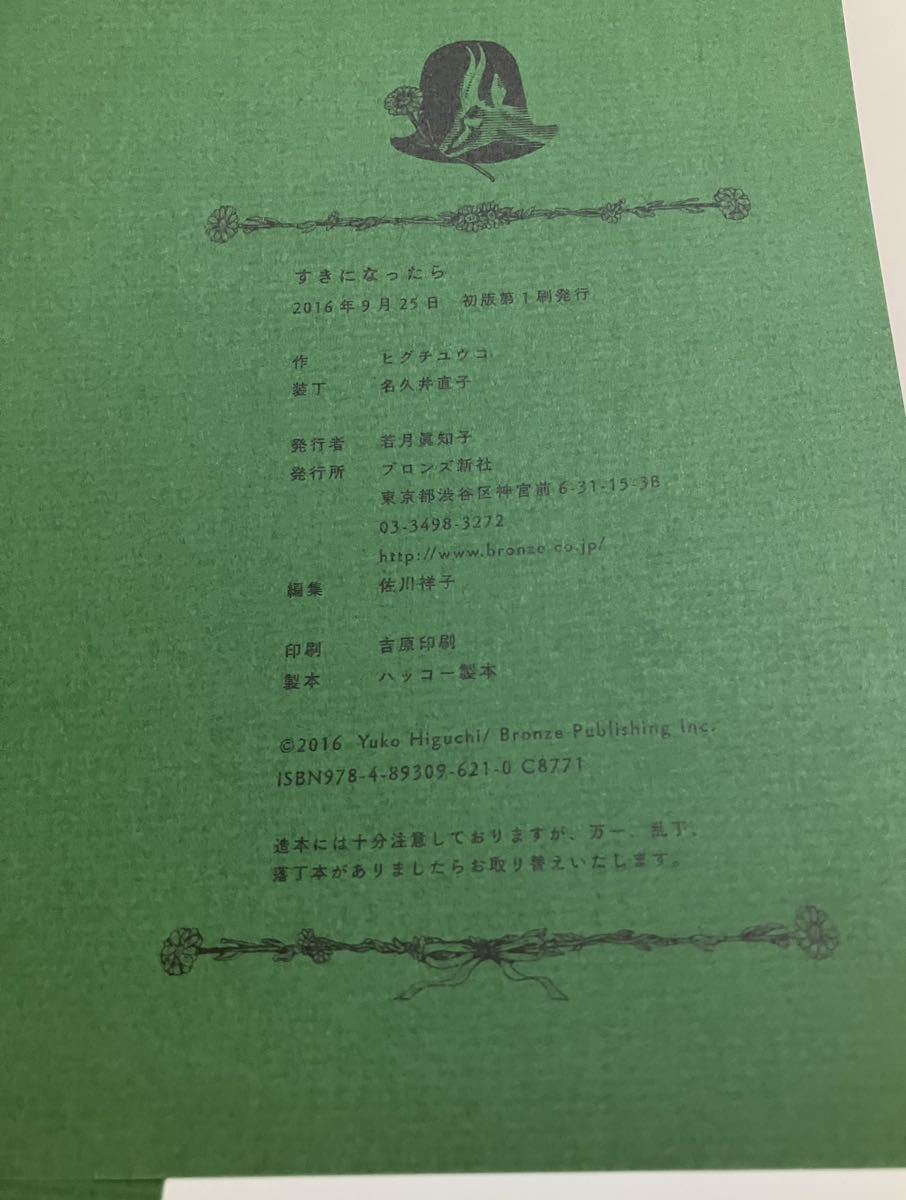 すきになったら
2016年9月25日 初版第1刷発行
作 ヒグチユウコ
装丁 名久井直子
発行者 若月眞知子
発行所 ブロンズ新社
東京都渋谷区神宮前6-31-15-3B
03-3498-3272
http://www.bronze.co.jp/
編集 佐川祥子
印刷 吉原印刷
製本 ハッコー製本
©2016 Yuko Higuchi/ Bronze Publishing Inc.
ISBN978-4-89309-621-0 C8771
造本には十分注意しておりますが、万一、乱丁、
落丁本がありましたらお取り替えいたします。